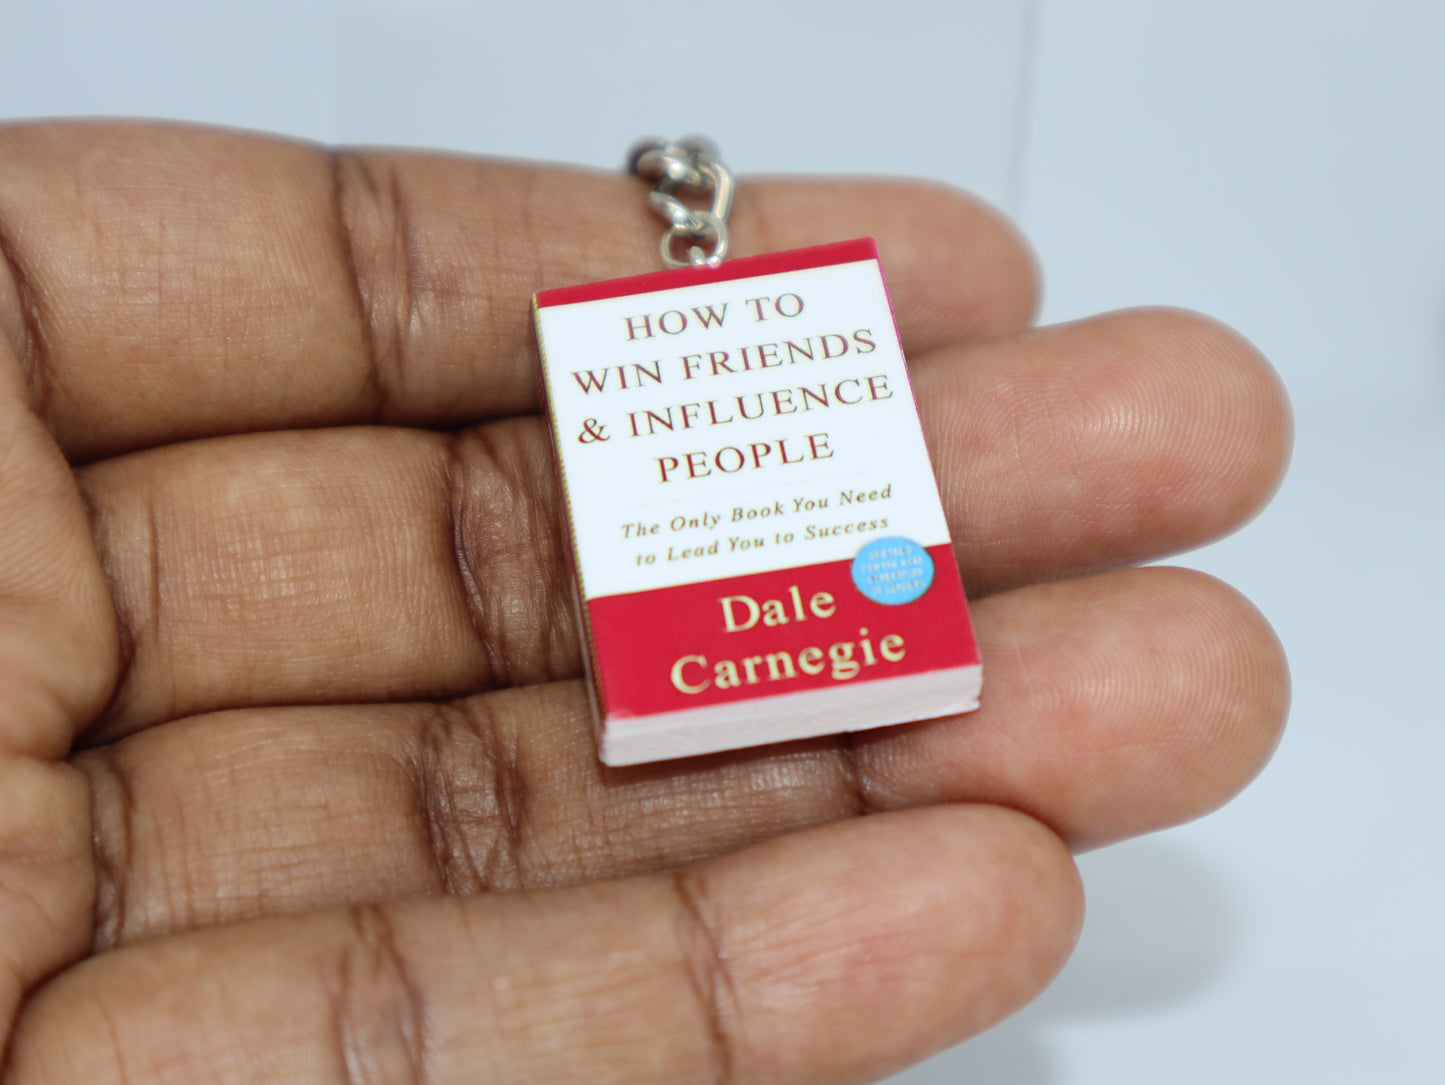 HOW TO
WIN FRIENDS
& INFLUENCE
PEOPLE
The Only Book You Need
to Lead You to Success
Dale
Carnegie